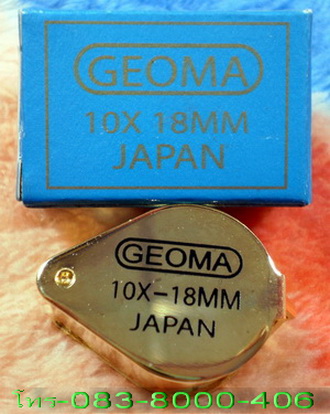 GEOMA
10X 18MM
JAPAN
GEOMA
10X-18MM
JAPAN
โทร-083-8000-406